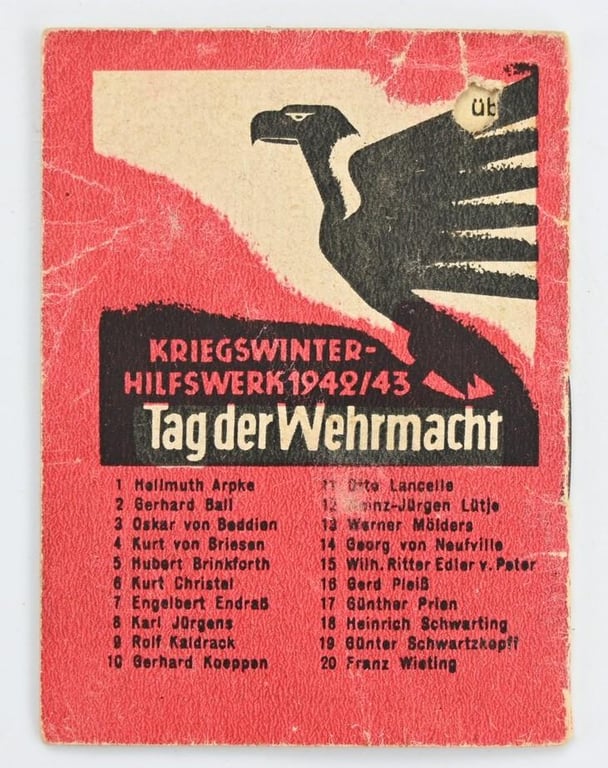 üb
KRIEGSWINTER-
HILFSWERK 1942/43
Tag der Wehrmacht
1 Hellmuth Arpke
2 Gerhard Ball
3 Oskar von Beddien
4 Kurt von Briesen
5 Hubert Brinkforth
6 Kurt Christel
7 Engelbert Endraß
8 Karl Jürgens
9 Rolf Kaldrack
10 Gerhard Koeppen
11 Otto Lancelle
12 Heinz-Jürgen Lütje
13 Werner Mölders
14 Georg von Neufville
15 Wilh. Ritter Edler v. Peter
16 Gerd Pleiß
17 Günther Prien
18 Heinrich Schwarting
19 Günter Schwartzkopff
20 Franz Wieting